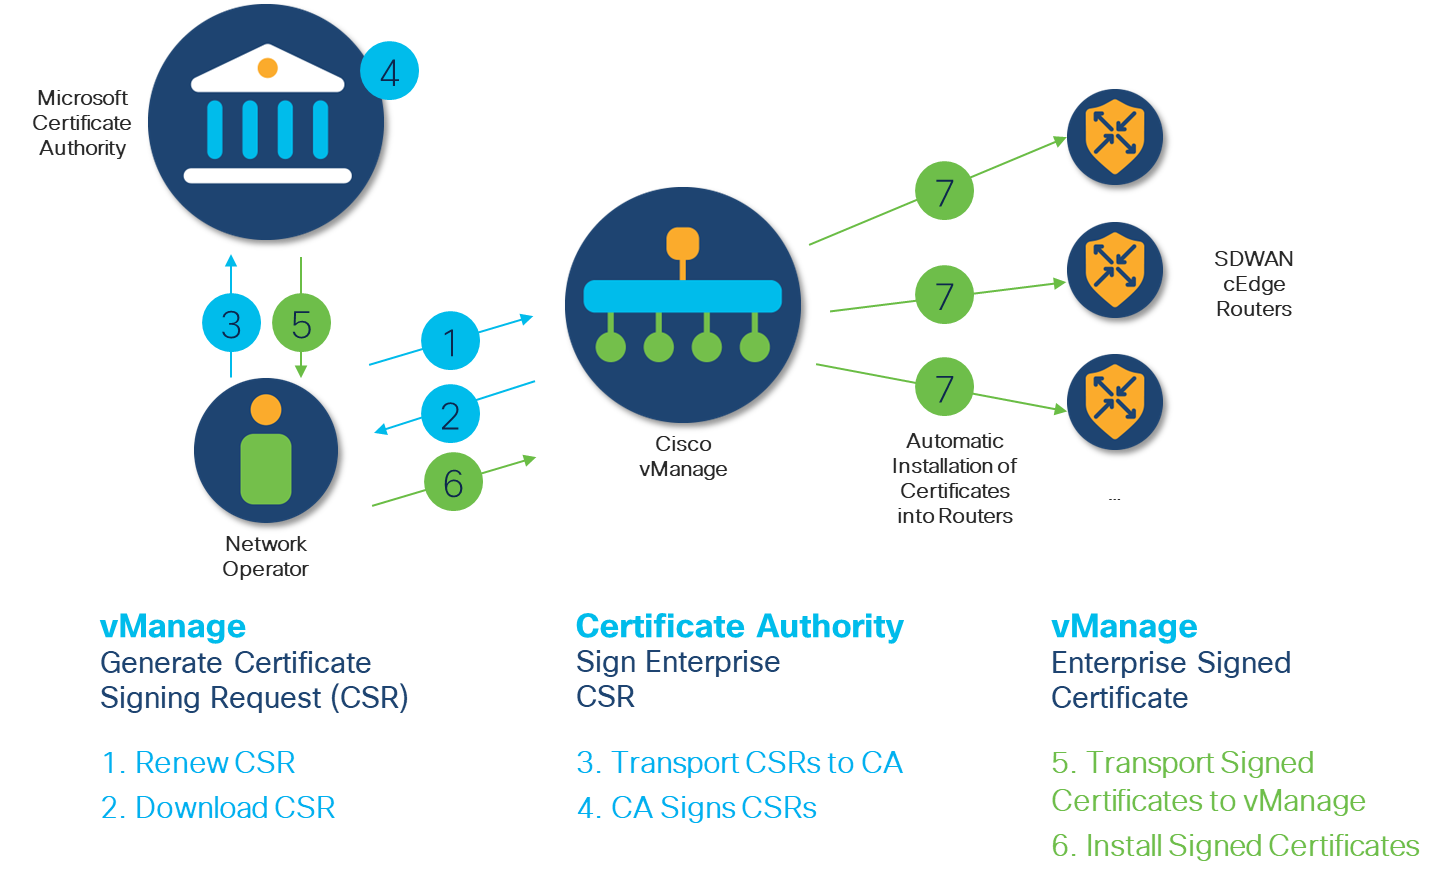 4
Microsoft
Certificate
Authority
7
7
SDWAN
cEdge
Routers
3
5
1
2
7
6
Cisco
vManage
Automatic
Installation of
Certificates
into Routers
...
Network
Operator
vManage
Generate Certificate
Signing Request (CSR)
1. Renew CSR
2. Download CSR
Certificate Authority
Sign Enterprise
CSR
3. Transport CSRs to CA
4. CA Signs CSRs
vManage
Enterprise Signed
Certificate
5. Transport Signed
Certificates to vManage
6. Install Signed Certificates